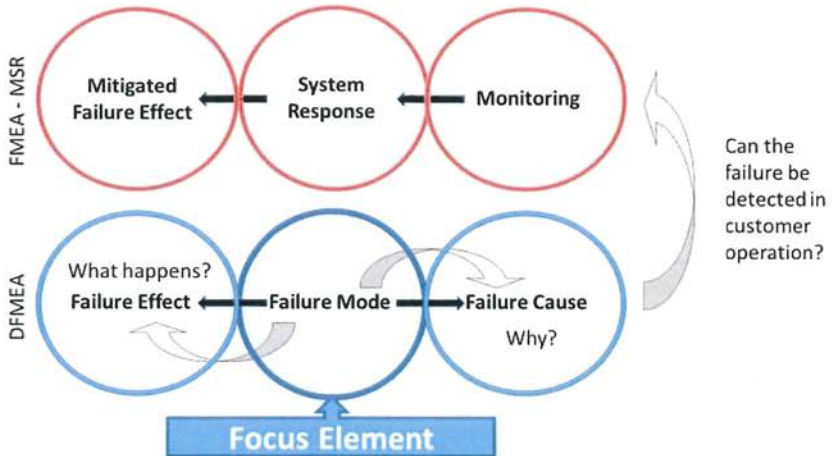 FMEA - MSR
Mitigated
Failure Effect
System
Response
Monitoring
Can the
failure be
detected in
customer
operation?
DFMEA
What happens?
Failure Effect
Failure Mode
Failure Cause
Why?
Focus Element